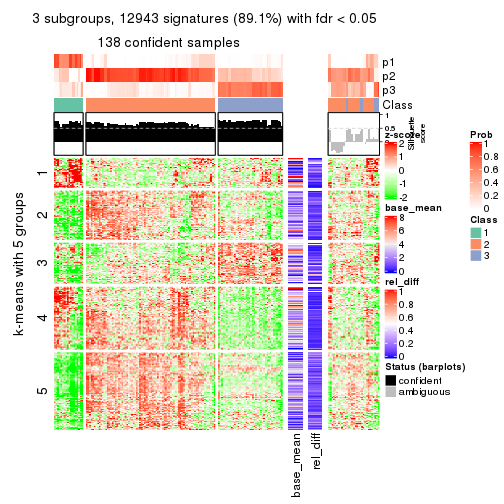 3 subgroups, 12943 signatures (89.1%) with fdr < 0.05
138 confident samples
p1
p2
p3
Class
1
0.5
0
Silhouette
score
k-means with 5 groups
1
2
3
4
5
base_mean
rel_diff
z-score
2
1
0
-1
-2
base_mean
8
6
4
2
0
rel_diff
1
0.8
0.6
0.4
0.2
0
Status (barplots)
confident
ambiguous
Prob
1
0.8
0.6
0.4
0.2
0
Class
1
2
3